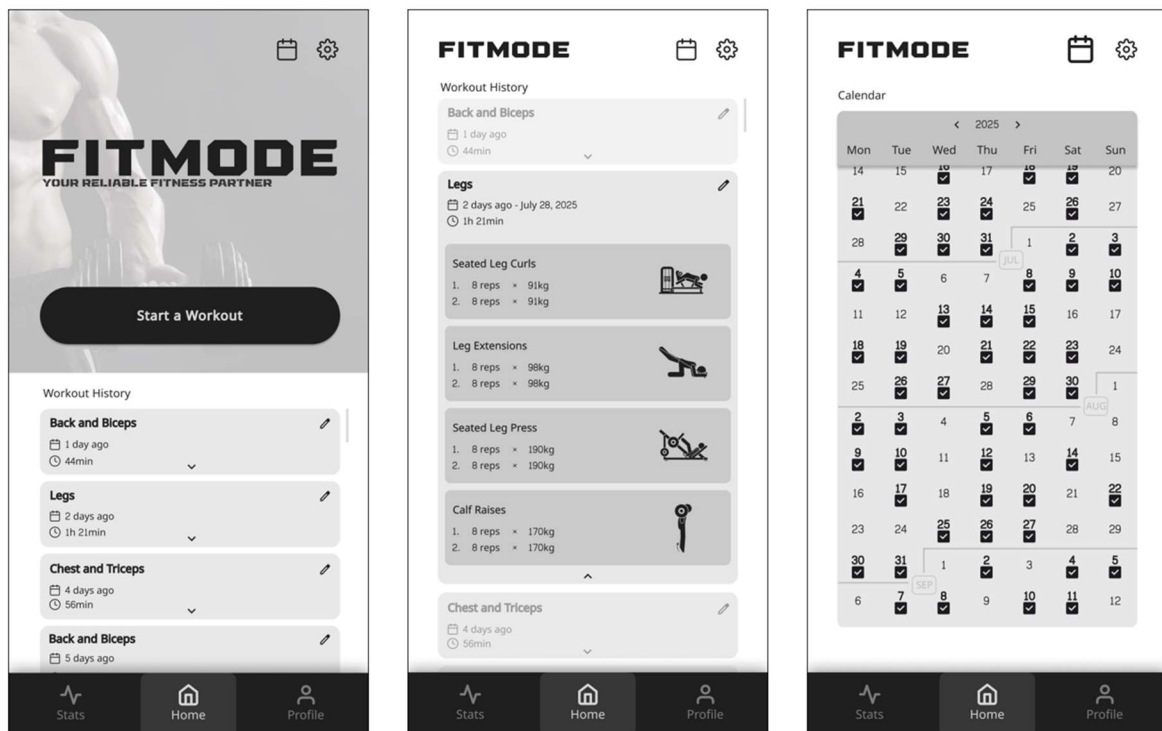 FITMODE
YOUR RELIABLE FITNESS PARTNER
Start a Workout
Workout History
Back and Biceps
1 day ago
44min
Legs
2 days ago
1h 21min
Chest and Triceps
4 days ago
56min
Back and Biceps
5 days ago
Stats Home Profile
FITMODE
Workout History
Back and Biceps
1 day ago
44min
Legs
2 days ago - July 28, 2025
1h 21min
Seated Leg Curls
1. 8 reps × 91kg
2. 8 reps × 91kg
Leg Extensions
1. 8 reps × 98kg
2. 8 reps × 98kg
Seated Leg Press
1. 8 reps × 190kg
2. 8 reps × 190kg
Calf Raises
1. 8 reps × 170kg
2. 8 reps × 170kg
Chest and Triceps
4 days ago
56min
Stats Home Profile
FITMODE
Calendar
< 2025 >
Mon Tue Wed Thu Fri Sat Sun
14 15 16 17 18 19 20
21 22 23 24 25 26 27
28 29 30 31 1 2 3
JUL
4 5 6 7 8 9 10
11 12 13 14 15 16 17
18 19 20 21 22 23 24
25 26 27 28 29 30 1
AUG
2 3 4 5 6 7 8
9 10 11 12 13 14 15
16 17 18 19 20 21 22
23 24 25 26 27 28 29
30 31 1 2 3 4 5
SEP
6 7 8 9 10 11 12
Stats Home Profile